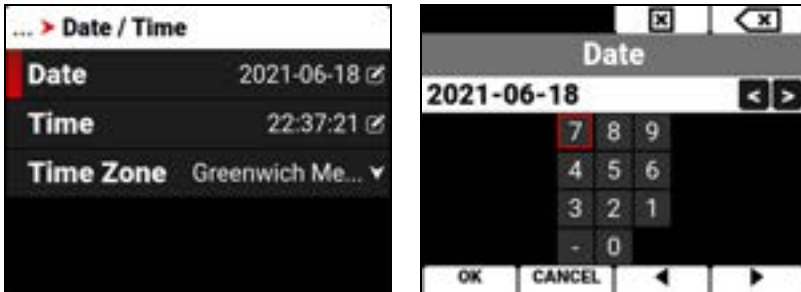 ... > Date / Time
Date 2021-06-18
Time 22:37:21
Time Zone Greenwich Me...
Date
2021-06-18
< >
7 8 9
4 5 6
3 2 1
- 0
OK CANCEL